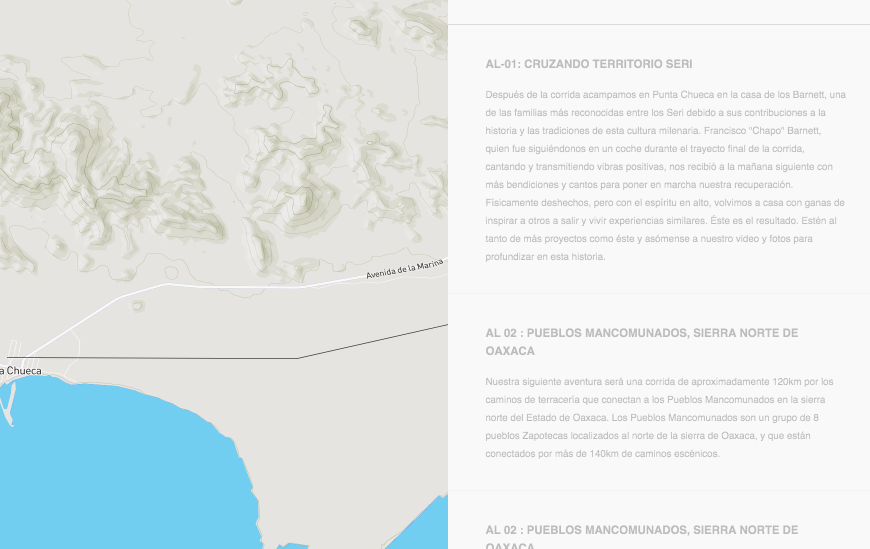 Avenida de la Marina
a Chueca
AL-01: CRUZANDO TERRITORIO SERI
Después de la corrida acampamos en Punta Chueca en la casa de los Barnett, una
de las familias más reconocidas entre los Seri debido a sus contribuciones a la
historia y las tradiciones de esta cultura milenaria. Francisco "Chapo" Barnett,
quien fue siguiéndonos en un coche durante el trayecto final de la corrida,
cantando y transmitiendo vibras positivas, nos recibió a la mañana siguiente con
más bendiciones y cantos para poner en marcha nuestra recuperación.
Físicamente deshechos, pero con el espíritu en alto, volvimos a casa con ganas de
inspirar a otros a salir y vivir experiencias similares. Éste es el resultado. Estén al
tanto de más proyectos como éste y asómense a nuestro video y fotos para
profundizar en esta historia.
AL 02 : PUEBLOS MANCOMUNADOS, SIERRA NORTE DE
OAXACA
Nuestra siguiente aventura será una corrida de aproximadamente 120km por los
caminos de terracería que conectan a los Pueblos Mancomunados en la sierra
norte del Estado de Oaxaca. Los Pueblos Mancomunados son un grupo de 8
pueblos Zapotecas localizados al norte de la sierra de Oaxaca, y que están
conectados por más de 140km de caminos escénicos.
AL 02 : PUEBLOS MANCOMUNADOS, SIERRA NORTE DE
OAXACA